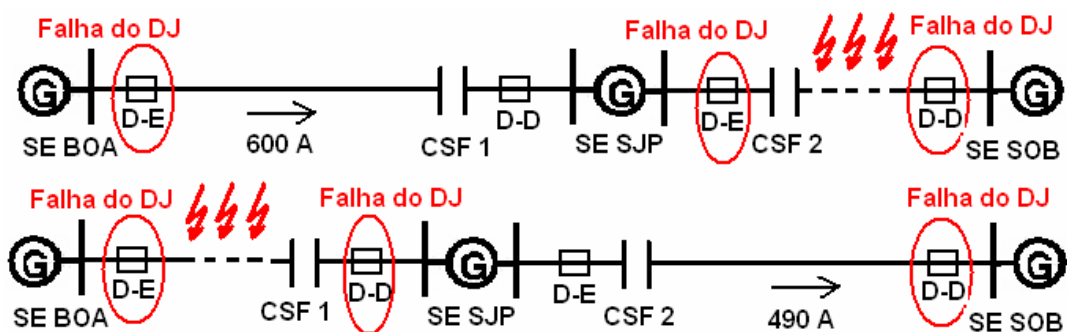 Falha do DJ Falha do DJ Falha do DJ
G G G
D-E D-D D-E D-D
SE BOA 600 A CSF 1 SE SJP CSF 2 SE SOB
Falha do DJ Falha do DJ Falha do DJ
G G G
D-E D-D D-E D-D
SE BOA CSF 1 SE SJP CSF 2 490 A SE SOB